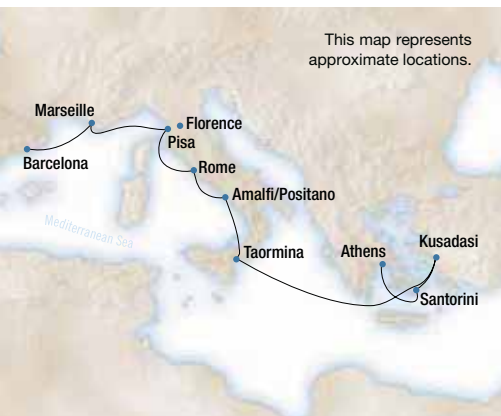 This map represents
approximate locations.
Marseille
Florence
Pisa
Barcelona
Rome
Amalfi/Positano
Mediterranean Sea
Taormina
Athens
Kusadasi
Santorini